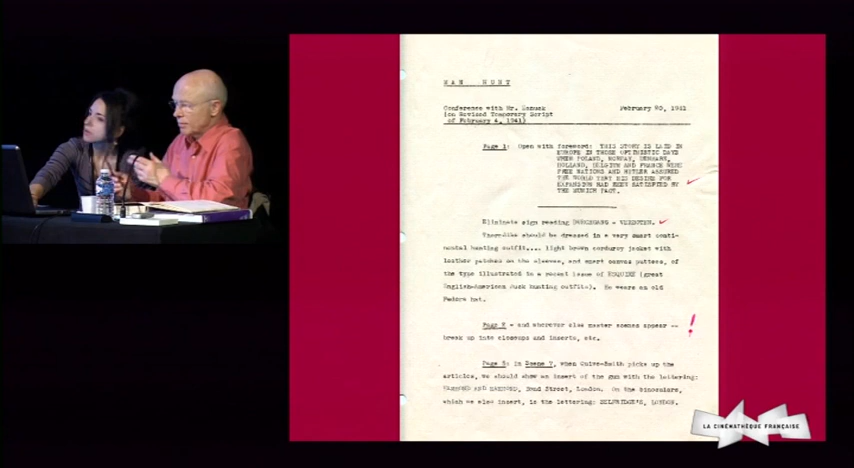 MAN HUNT
Conference with Mr. Zanuck February 20, 1941
(on Revised Temporary Script
of February 4, 1941)
Page 1: Open with foreword: THIS STORY IS LAID IN
EUROPE IN THOSE OPTIMISTIC DAYS
WHEN POLAND, NORWAY, DENMARK,
HOLLAND, BELGIUM AND FRANCE WERE
FREE NATIONS AND HITLER ASSURED
THE WORLD THAT HIS DESIRE FOR
EXPANSION HAD BEEN SATISFIED BY
THE MUNICH PACT.
Eliminate sign reading VERBOTEN.
Thorndike should be dressed in a very smart conti-
nental hunting outfit.... light brown corduroy jacket with
leather patches on the sleeves, and smart canvas puttees, of
the type illustrated in a recent issue of ESQUIRE (great
English-American duck hunting outfits). He wears an old
Fedora hat.
Page 2 - and wherever else master scenes appear --
break up into closeups and inserts, etc.
in Scene 7, when Quive-Smith picks up the
articles, we should show an insert of the gun with the lettering:
AND Street, London. On the binoculars,
which we also insert, is the lettering: SELFRIDGE'S, LONDON.
LA CINÉMATHÈQUE FRANÇAISE